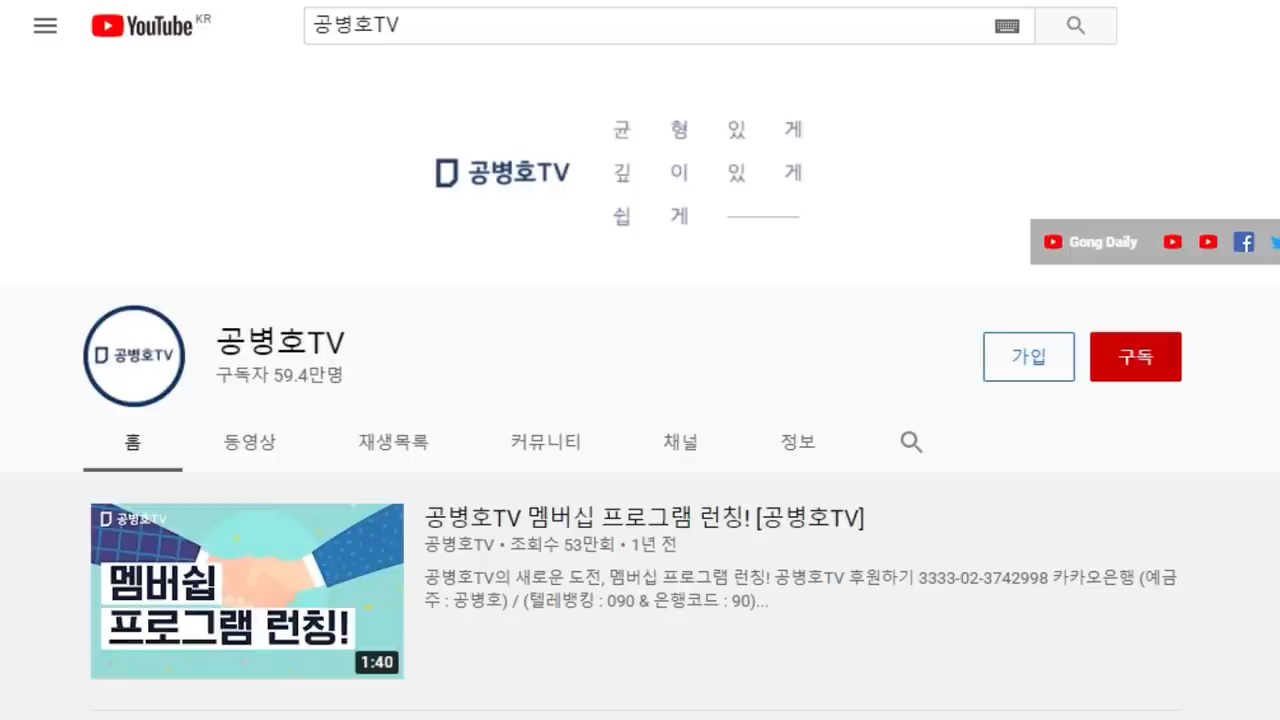 YouTube KR
공병호TV
균 형 있 게
공병호TV
깊 이 있 게
쉽 게
Gong Daily
공병호TV
공병호TV
구독자 59.4만명
가입
구독
홈 동영상 재생목록 커뮤니티 채널 정보
공병호TV
멤버쉽
프로그램 런칭!
1:40
공병호TV 멤버십 프로그램 런칭! [공병호TV]
공병호TV • 조회수 53만회 • 1년 전
공병호TV의 새로운 도전, 멤버십 프로그램 런칭! 공병호TV 후원하기 3333-02-3742998 카카오은행 (예금
주 : 공병호) / (텔레뱅킹 : 090 & 은행코드 : 90)...